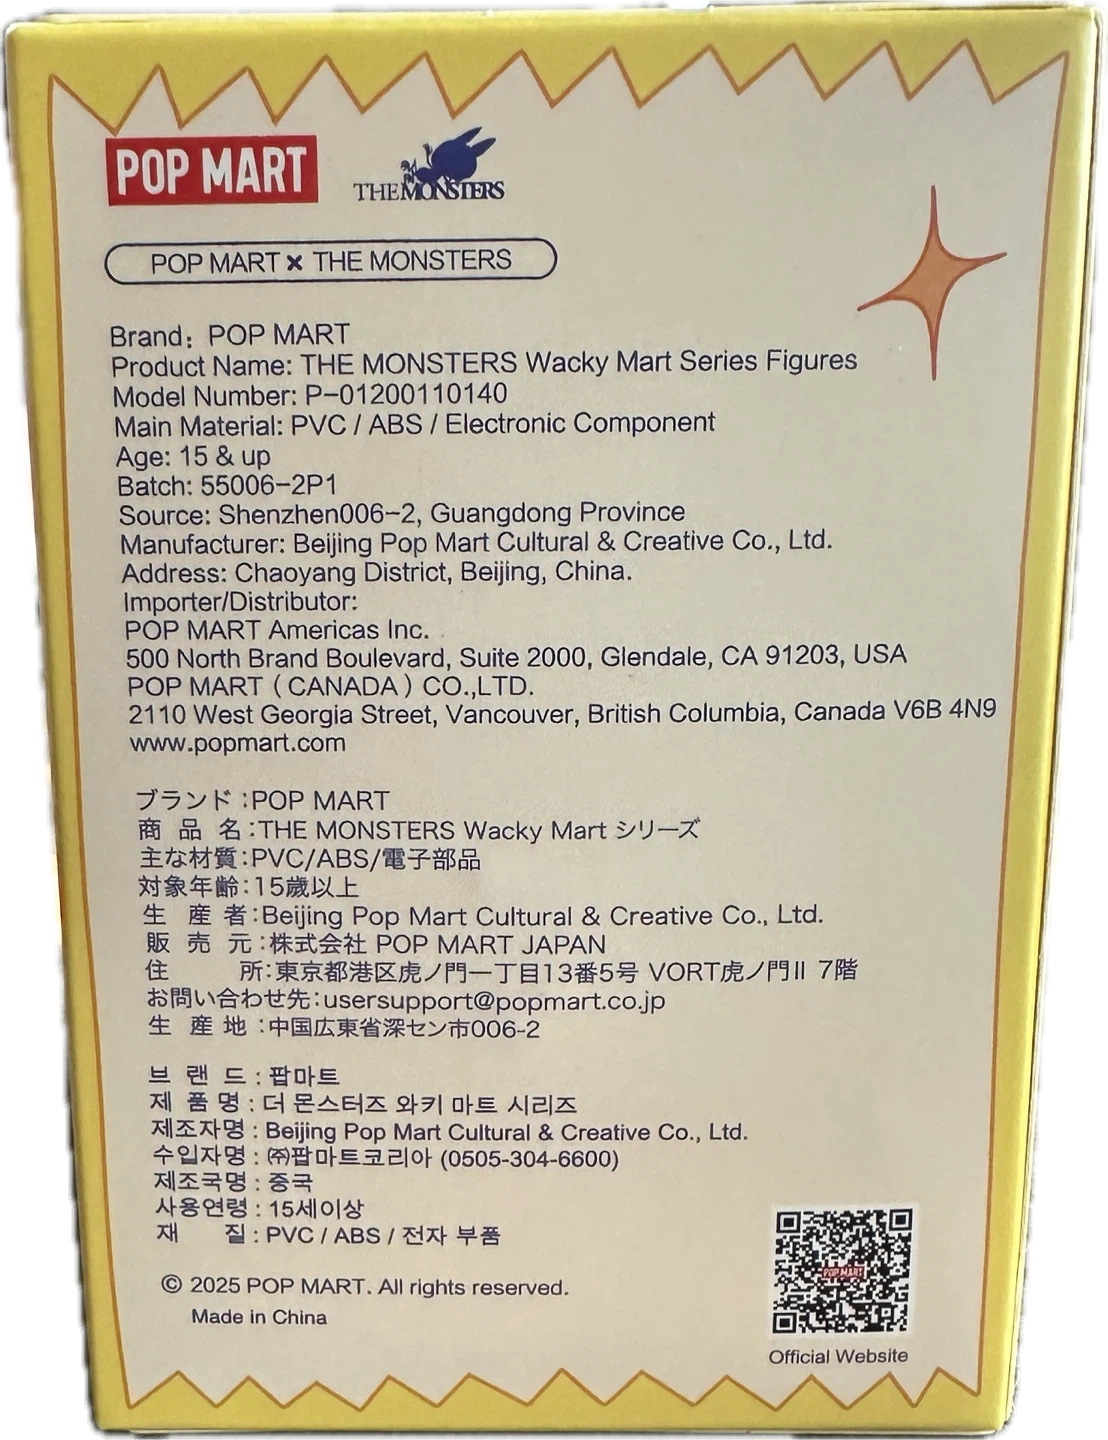 POP MART
THE MONSTERS
POP MART × THE MONSTERS
Brand: POP MART
Product Name: THE MONSTERS Wacky Mart Series Figures
Model Number: P-01200110140
Main Material: PVC / ABS / Electronic Component
Age: 15 & up
Batch: 55006-2P1
Source: Shenzhen006-2, Guangdong Province
Manufacturer: Beijing Pop Mart Cultural & Creative Co., Ltd.
Address: Chaoyang District, Beijing, China.
Importer/Distributor:
POP MART Americas Inc.
500 North Brand Boulevard, Suite 2000, Glendale, CA 91203, USA
POP MART (CANADA) CO.,LTD.
2110 West Georgia Street, Vancouver, British Columbia, Canada V6B 4N9
www.popmart.com
ブランド:POP MART
商 品 名:THE MONSTERS Wacky Mart シリーズ
主な材質:PVC/ABS/電子部品
対象年齢:15歳以上
生 産 者:Beijing Pop Mart Cultural & Creative Co., Ltd.
販 売 元:株式会社 POP MART JAPAN
住 所:東京都港区虎ノ門一丁目13番5号 VORT虎ノ門II 7階
お問い合わせ先:usersupport@popmart.co.jp
生 産 地:中国広東省深セン市006-2
브 랜 드 : 팝마트
제 품 명 : 더 몬스터즈 와키 마트 시리즈
제조자명 : Beijing Pop Mart Cultural & Creative Co., Ltd.
수입자명 : ㈜팝마트코리아 (0505-304-6600)
제조국명 : 중국
사용연령 : 15세이상
재 질 : PVC / ABS / 전자 부품
© 2025 POP MART. All rights reserved.
Made in China
POP MART
Official Website